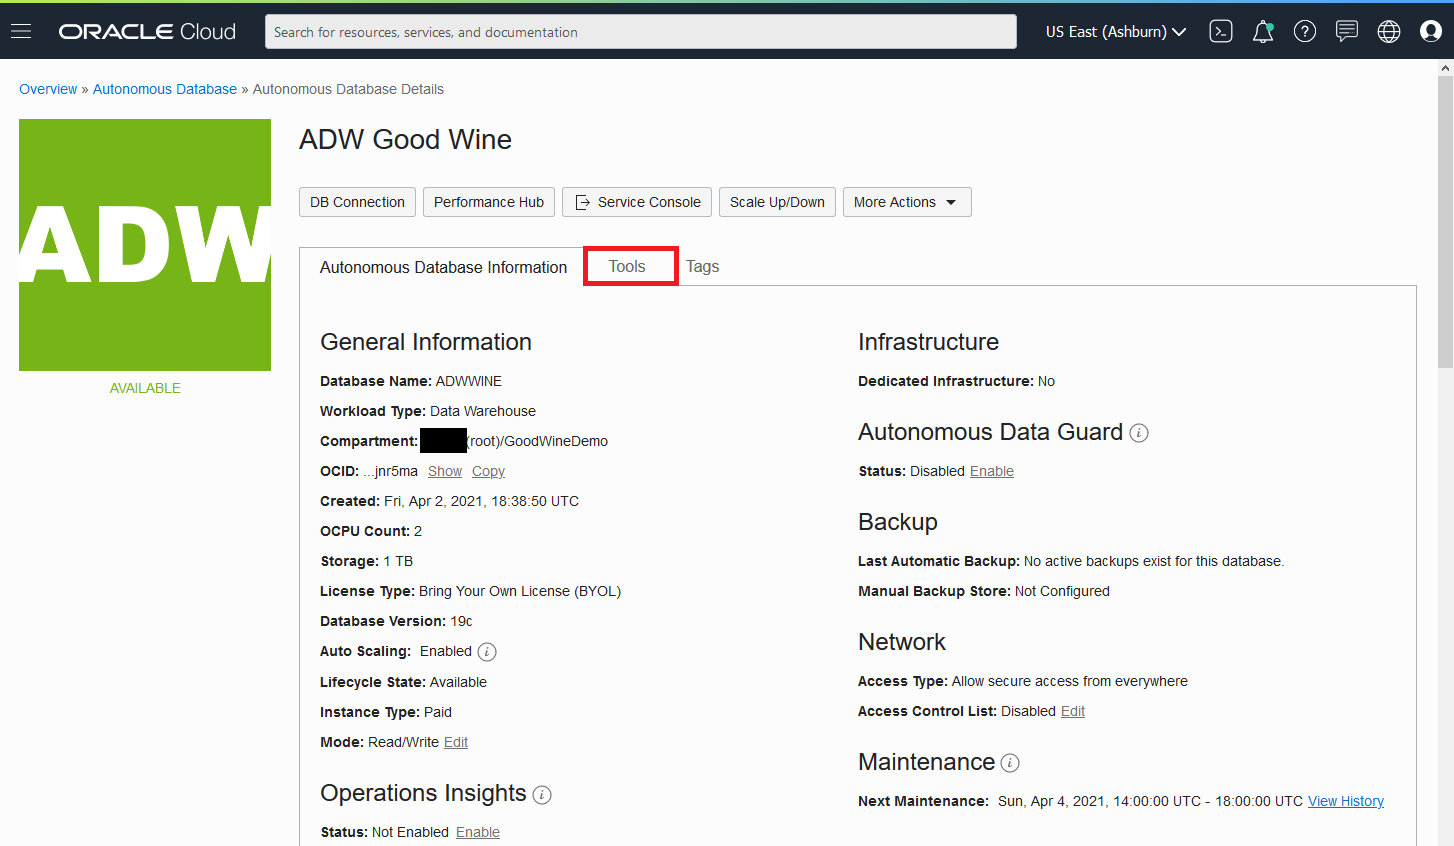 ORACLE Cloud
Search for resources, services, and documentation
US East (Ashburn)
Overview » Autonomous Database » Autonomous Database Details
ADW
AVAILABLE
ADW Good Wine
DB Connection
Performance Hub
Service Console
Scale Up/Down
More Actions
Autonomous Database Information
Tools
Tags
General Information
Database Name: ADWWINE
Workload Type: Data Warehouse
Compartment: (root)/GoodWineDemo
OCID: ...jnr5ma Show Copy
Created: Fri, Apr 2, 2021, 18:38:50 UTC
OCPU Count: 2
Storage: 1 TB
License Type: Bring Your Own License (BYOL)
Database Version: 19c
Auto Scaling: Enabled
Lifecycle State: Available
Instance Type: Paid
Mode: Read/Write Edit
Operations Insights
Status: Not Enabled Enable
Infrastructure
Dedicated Infrastructure: No
Autonomous Data Guard
Status: Disabled Enable
Backup
Last Automatic Backup: No active backups exist for this database.
Manual Backup Store: Not Configured
Network
Access Type: Allow secure access from everywhere
Access Control List: Disabled Edit
Maintenance
Next Maintenance: Sun, Apr 4, 2021, 14:00:00 UTC - 18:00:00 UTC View History